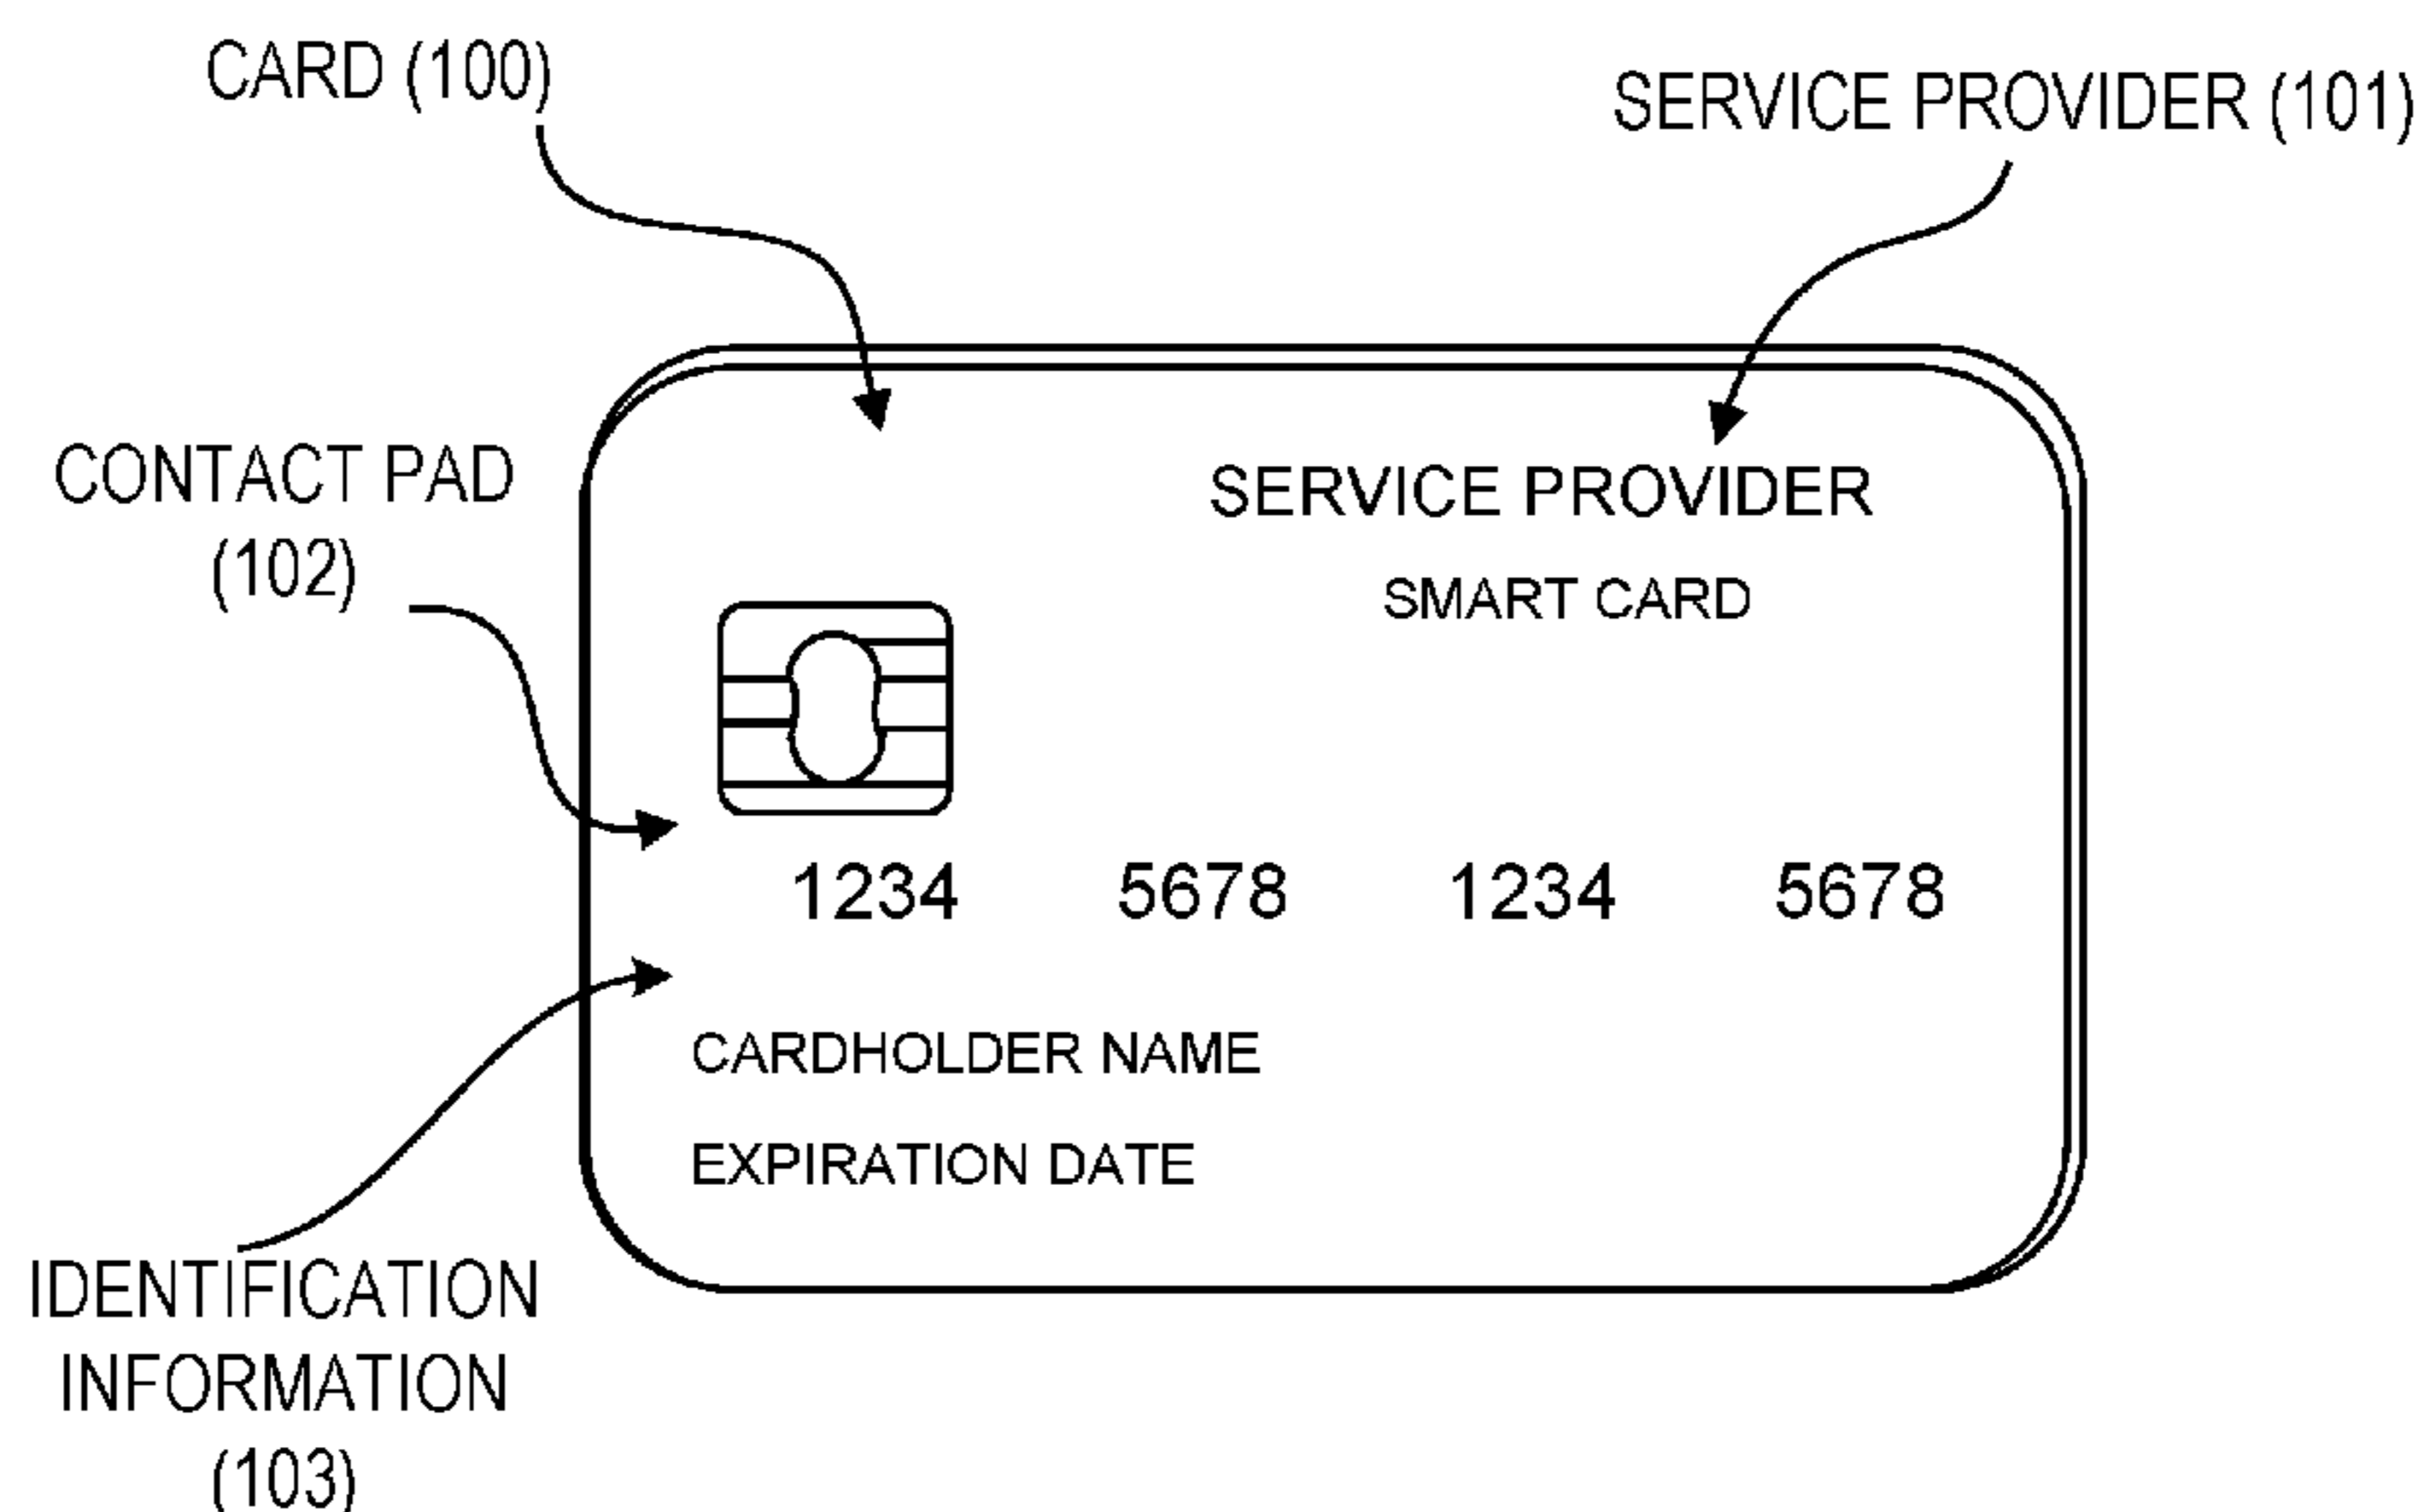 CARD (100)
SERVICE PROVIDER (101)
CONTACT PAD
(102)
SERVICE PROVIDER
SMART CARD
1234 5678 1234 5678
CARDHOLDER NAME
EXPIRATION DATE
IDENTIFICATION
INFORMATION
(103)